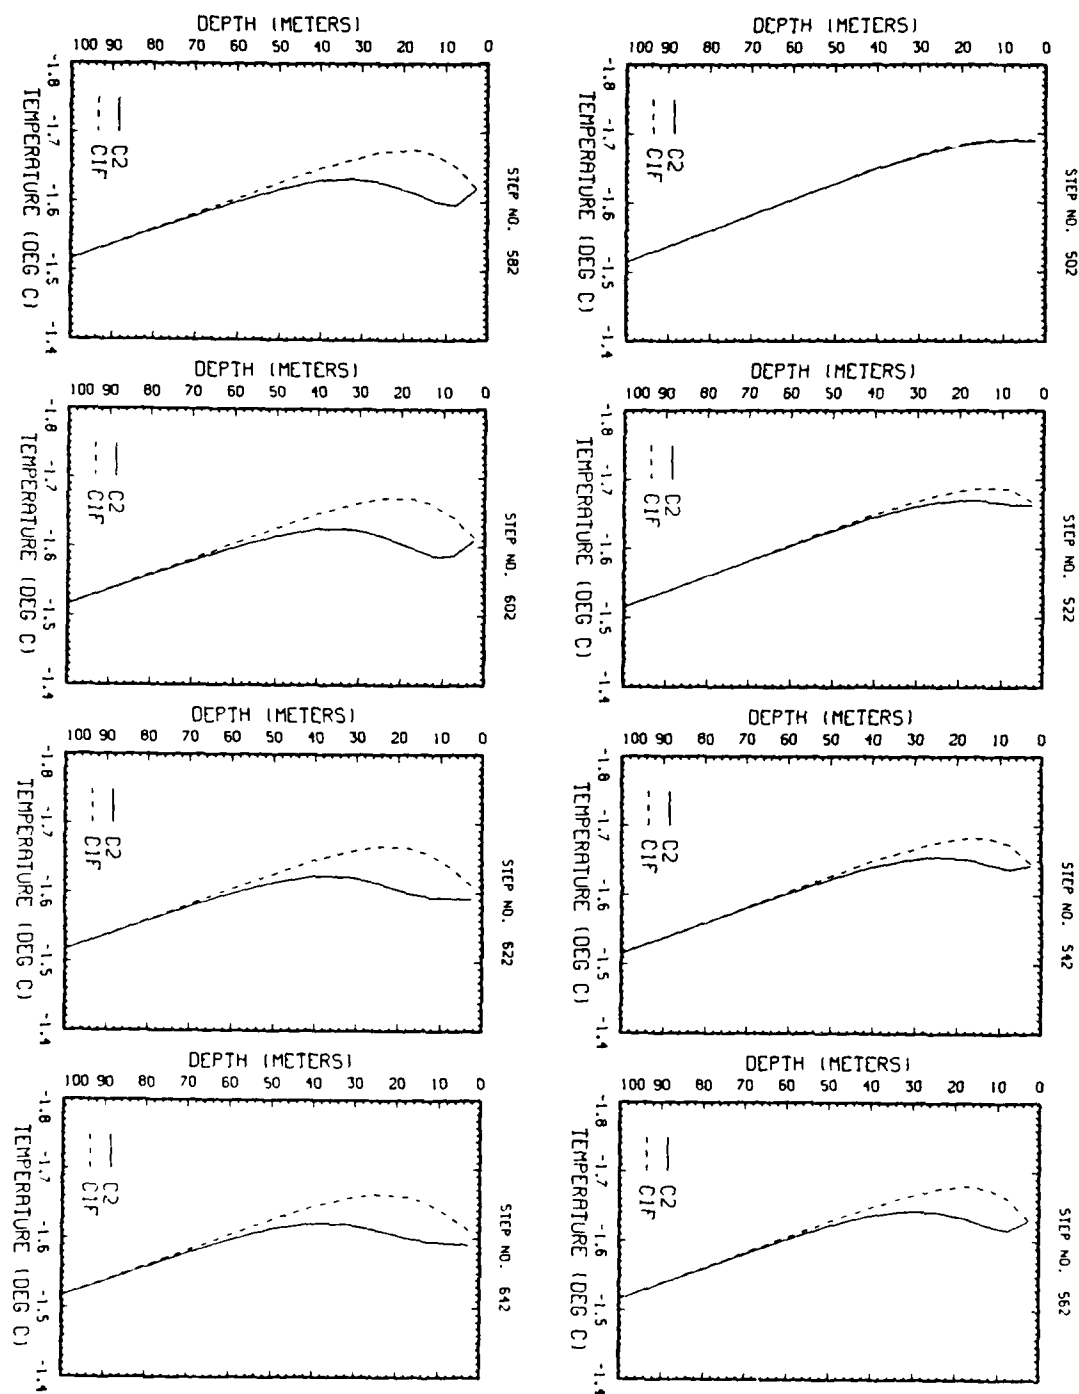 STEP NO. 502
DEPTH (METERS)
0
10
20
30
40
50
60
70
80
90
100
-1.8 -1.7 -1.6 -1.5 -1.4
TEMPERATURE (DEG C)
C2
C1F
STEP NO. 522
DEPTH (METERS)
0
10
20
30
40
50
60
70
80
90
100
-1.8 -1.7 -1.6 -1.5 -1.4
TEMPERATURE (DEG C)
C2
C1F
STEP NO. 542
DEPTH (METERS)
0
10
20
30
40
50
60
70
80
90
100
-1.8 -1.7 -1.6 -1.5 -1.4
TEMPERATURE (DEG C)
C2
C1F
STEP NO. 562
DEPTH (METERS)
0
10
20
30
40
50
60
70
80
90
100
-1.8 -1.7 -1.6 -1.5 -1.4
TEMPERATURE (DEG C)
C2
C1F
STEP NO. 582
DEPTH (METERS)
0
10
20
30
40
50
60
70
80
90
100
-1.8 -1.7 -1.6 -1.5 -1.4
TEMPERATURE (DEG C)
C2
C1F
STEP NO. 602
DEPTH (METERS)
0
10
20
30
40
50
60
70
80
90
100
-1.8 -1.7 -1.6 -1.5 -1.4
TEMPERATURE (DEG C)
C2
C1F
STEP NO. 622
DEPTH (METERS)
0
10
20
30
40
50
60
70
80
90
100
-1.8 -1.7 -1.6 -1.5 -1.4
TEMPERATURE (DEG C)
C2
C1F
STEP NO. 642
DEPTH (METERS)
0
10
20
30
40
50
60
70
80
90
100
-1.8 -1.7 -1.6 -1.5 -1.4
TEMPERATURE (DEG C)
C2
C1F